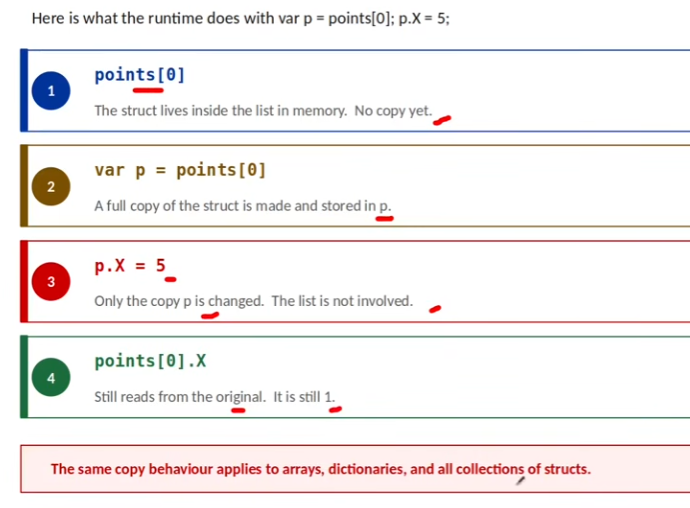 Here is what the runtime does with var p = points[0]; p.X = 5;
1
points[0]
The struct lives inside the list in memory. No copy yet.
2
var p = points[0]
A full copy of the struct is made and stored in p.
3
p.X = 5
Only the copy p is changed. The list is not involved.
4
points[0].X
Still reads from the original. It is still 1.
The same copy behaviour applies to arrays, dictionaries, and all collections of structs.